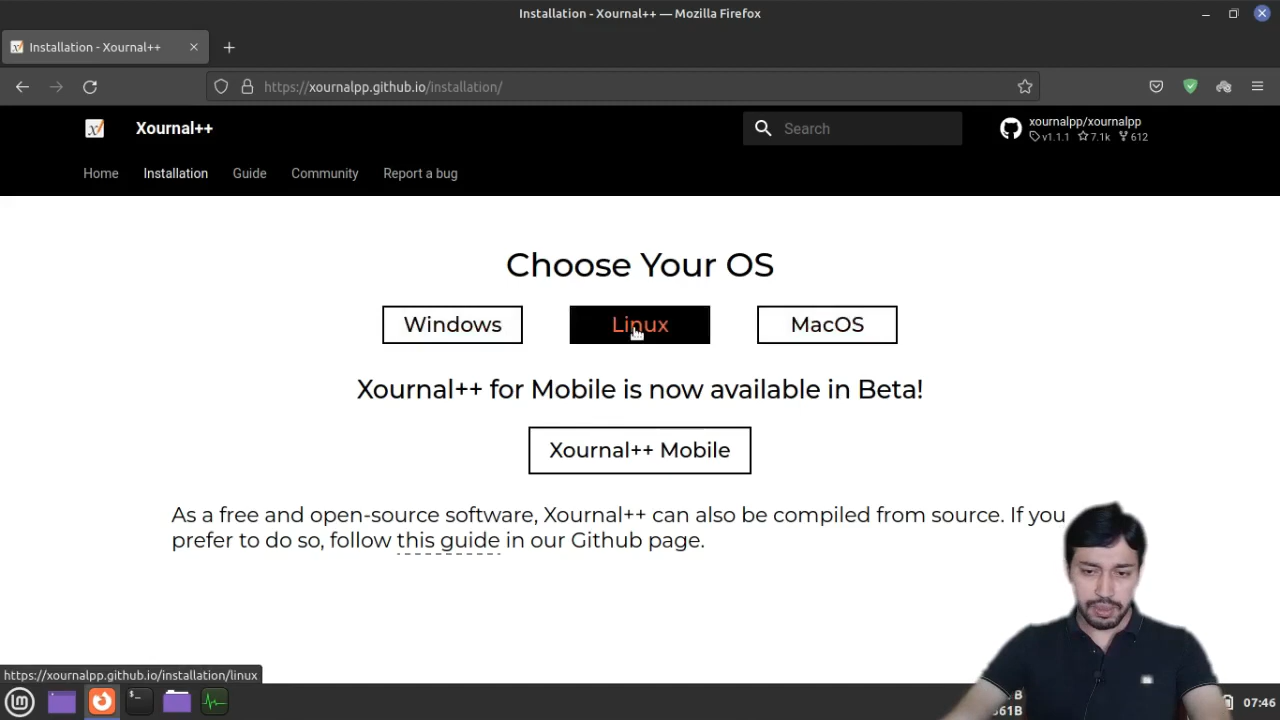 Installation - Xournal++ — Mozilla Firefox
Installation - Xournal++
https://xournalpp.github.io/installation/
Xournal++
Search
xournalpp/xournalpp
v1.1.1 7.1k 612
Home Installation Guide Community Report a bug
Choose Your OS
Windows Linux MacOS
Xournal++ for Mobile is now available in Beta!
Xournal++ Mobile
As a free and open-source software, Xournal++ can also be compiled from source. If you
prefer to do so, follow this guide in our Github page.
https://xournalpp.github.io/installation/linux
07:46